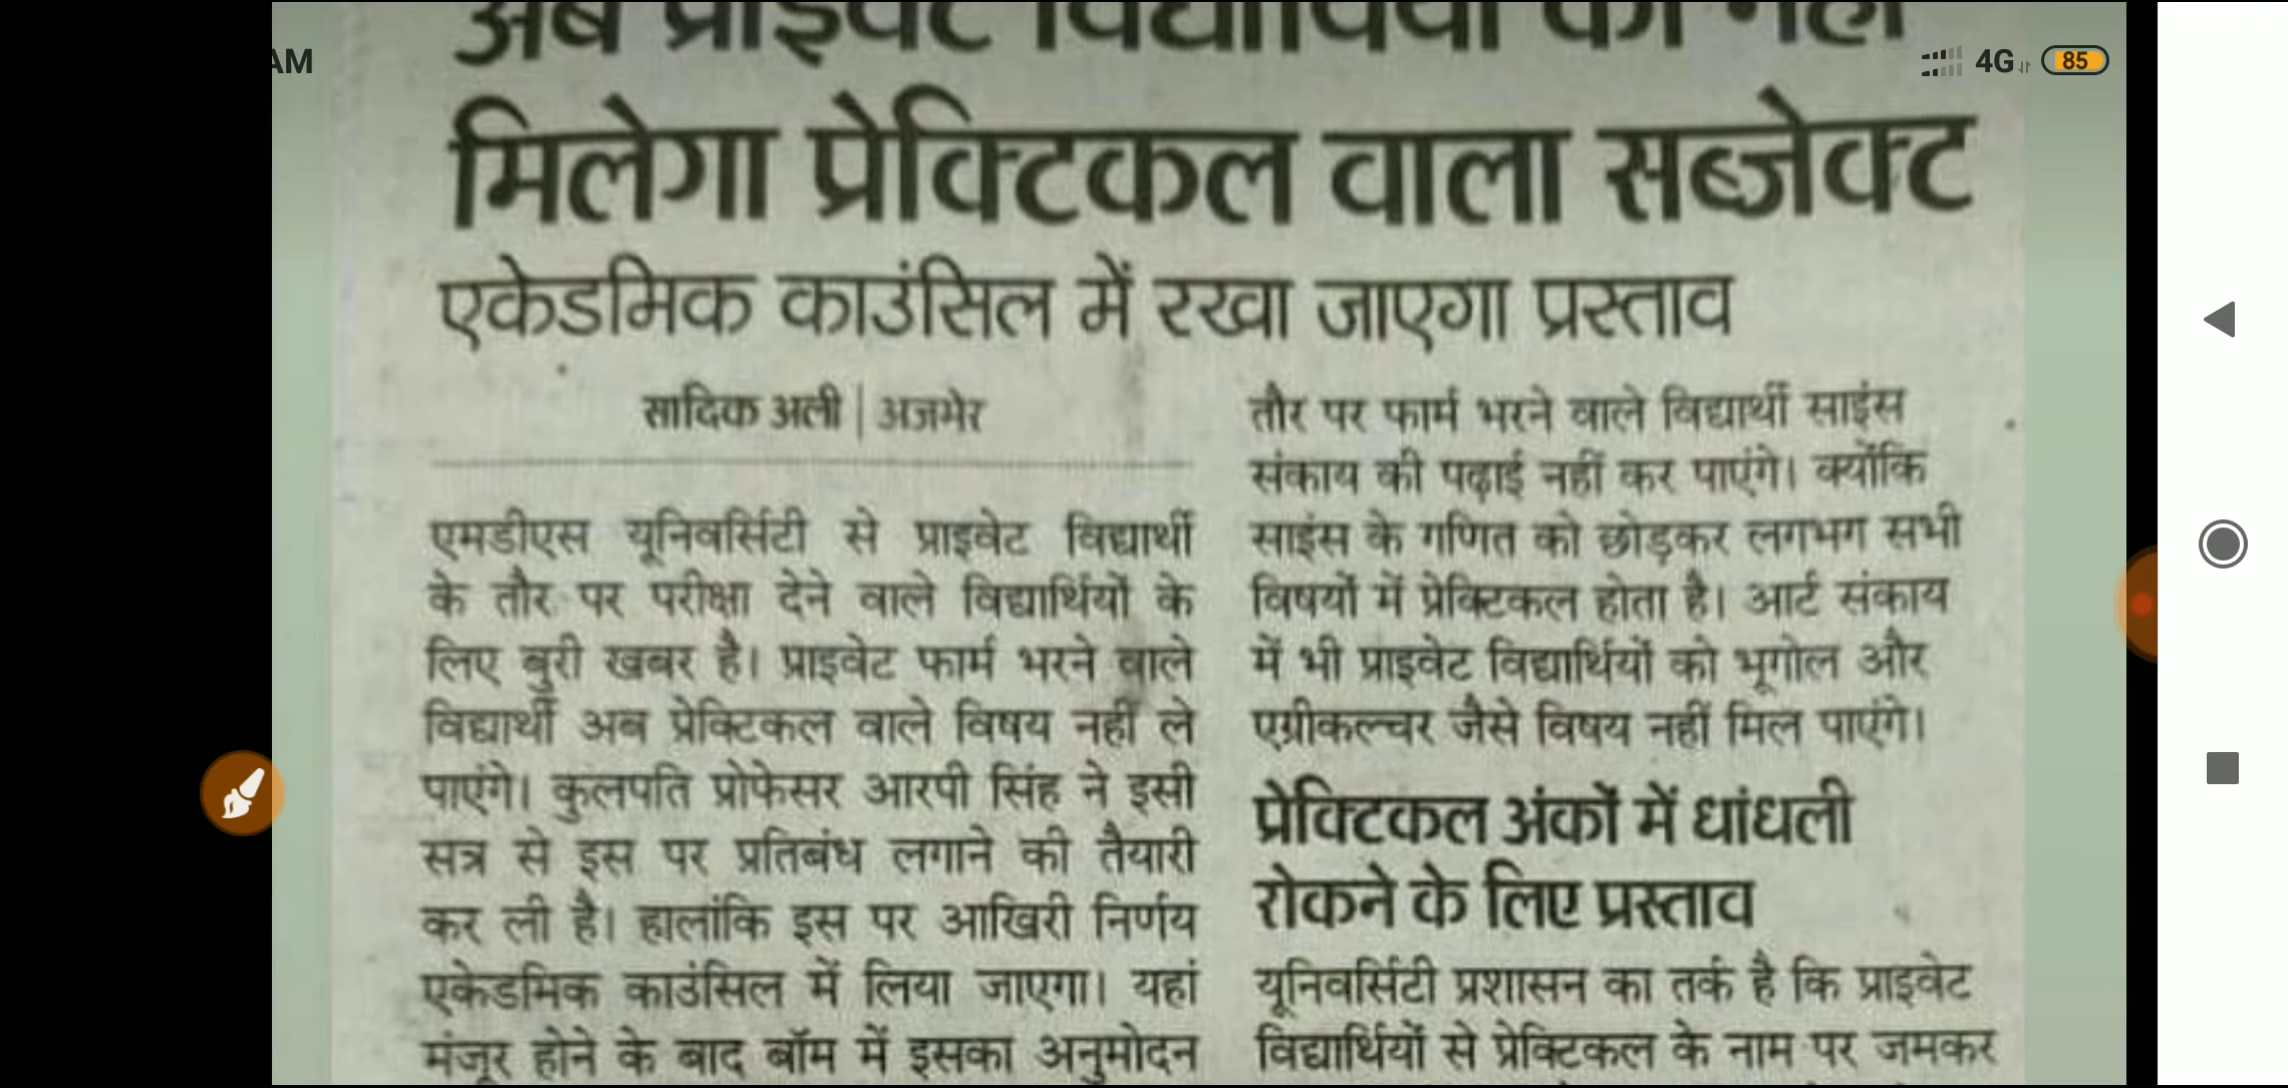 अब प्राइवेट विद्यार्थियों को नहीं
AM
4G
85
मिलेगा प्रेक्टिकल वाला सब्जेक्ट
एकेडमिक काउंसिल में रखा जाएगा प्रस्ताव
सादिक अली | अजमेर
एमडीएस यूनिवर्सिटी से प्राइवेट विद्यार्थी
के तौर पर परीक्षा देने वाले विद्यार्थियों के
लिए बुरी खबर है। प्राइवेट फार्म भरने वाले
विद्यार्थी अब प्रेक्टिकल वाले विषय नहीं ले
पाएंगे। कुलपति प्रोफेसर आरपी सिंह ने इसी
सत्र से इस पर प्रतिबंध लगाने की तैयारी
कर ली है। हालांकि इस पर आखिरी निर्णय
एकेडमिक काउंसिल में लिया जाएगा। यहां
मंजूर होने के बाद बॉम में इसका अनुमोदन
तौर पर फार्म भरने वाले विद्यार्थी साइंस
संकाय की पढ़ाई नहीं कर पाएंगे। क्योंकि
साइंस के गणित को छोड़कर लगभग सभी
विषयों में प्रेक्टिकल होता है। आर्ट संकाय
में भी प्राइवेट विद्यार्थियों को भूगोल और
एग्रीकल्चर जैसे विषय नहीं मिल पाएंगे।
प्रेक्टिकल अंकों में धांधली
रोकने के लिए प्रस्ताव
यूनिवर्सिटी प्रशासन का तर्क है कि प्राइवेट
विद्यार्थियों से प्रेक्टिकल के नाम पर जमकर